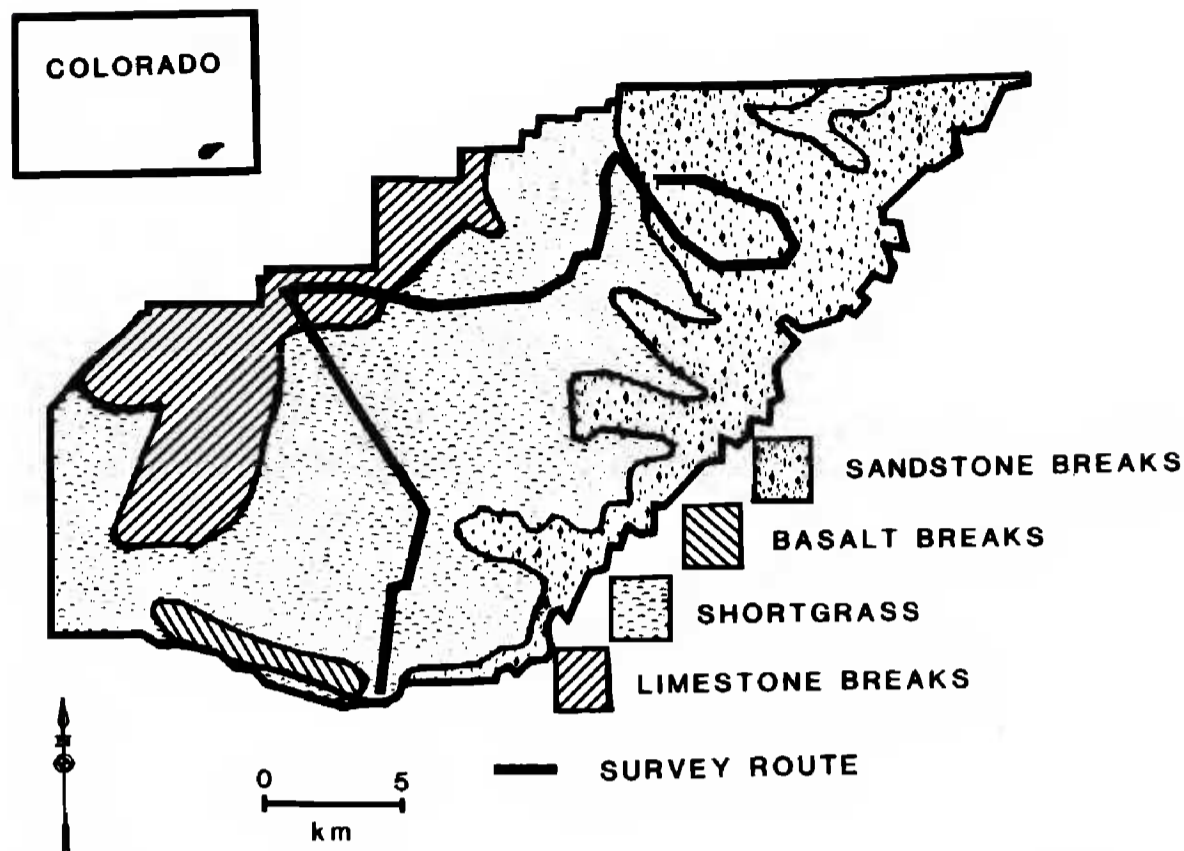 COLORADO
SANDSTONE BREAKS
BASALT BREAKS
SHORTGRASS
LIMESTONE BREAKS
SURVEY ROUTE
0 5
km